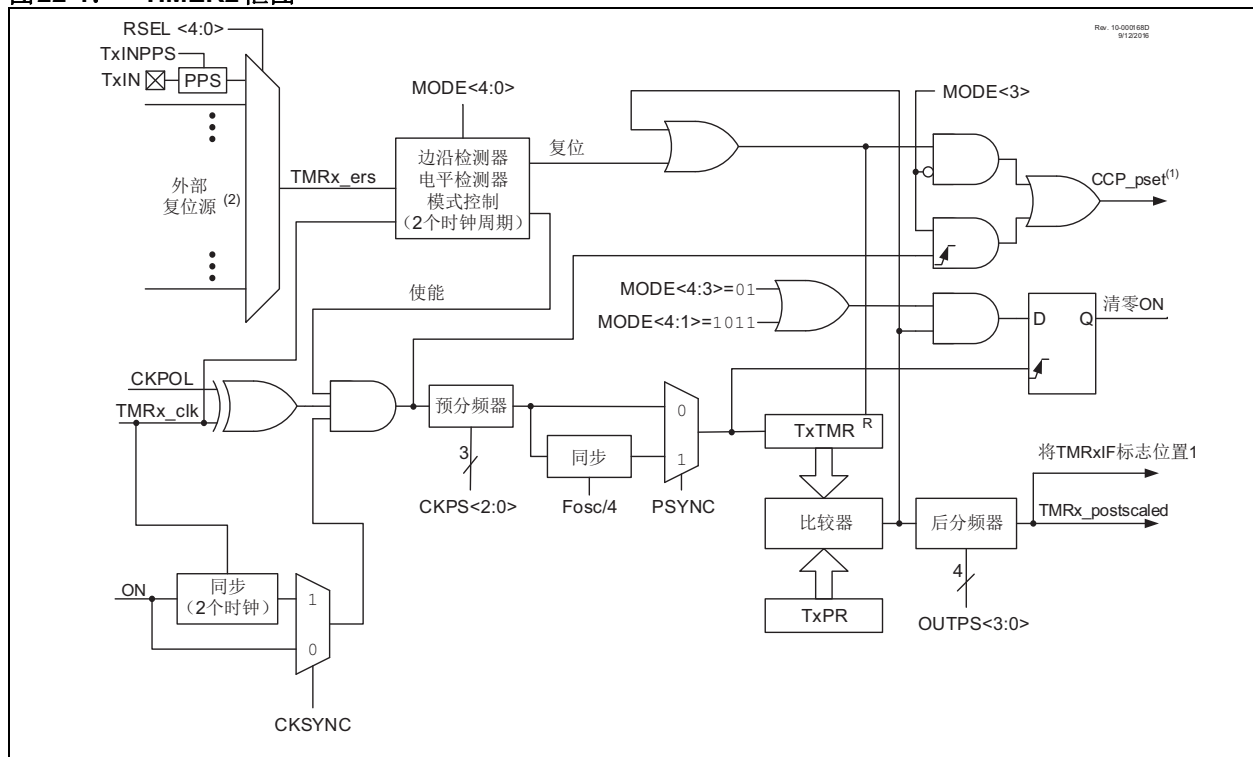 RSEL <4:0>
Rev. 10-000168D
9/12/2016
TxINPPS
TxIN
PPS
MODE<4:0>
MODE<3>
边沿检测器
电平检测器
模式控制
（2个时钟周期）
复位
TMRx_ers
外部
复位源
(2)
CCP_pset(1)
使能
MODE<4:3>=01
MODE<4:1>=1011
D
Q
清零ON
CKPOL
TMRx_clk
预分频器
3
CKPS<2:0>
同步
Fosc/4
0
1
PSYNC
TxTMR
R
比较器
TxPR
后分频器
4
OUTPS<3:0>
将TMRxIF标志位置1
TMRx_postscaled
ON
同步
（2个时钟）
1
0
CKSYNC